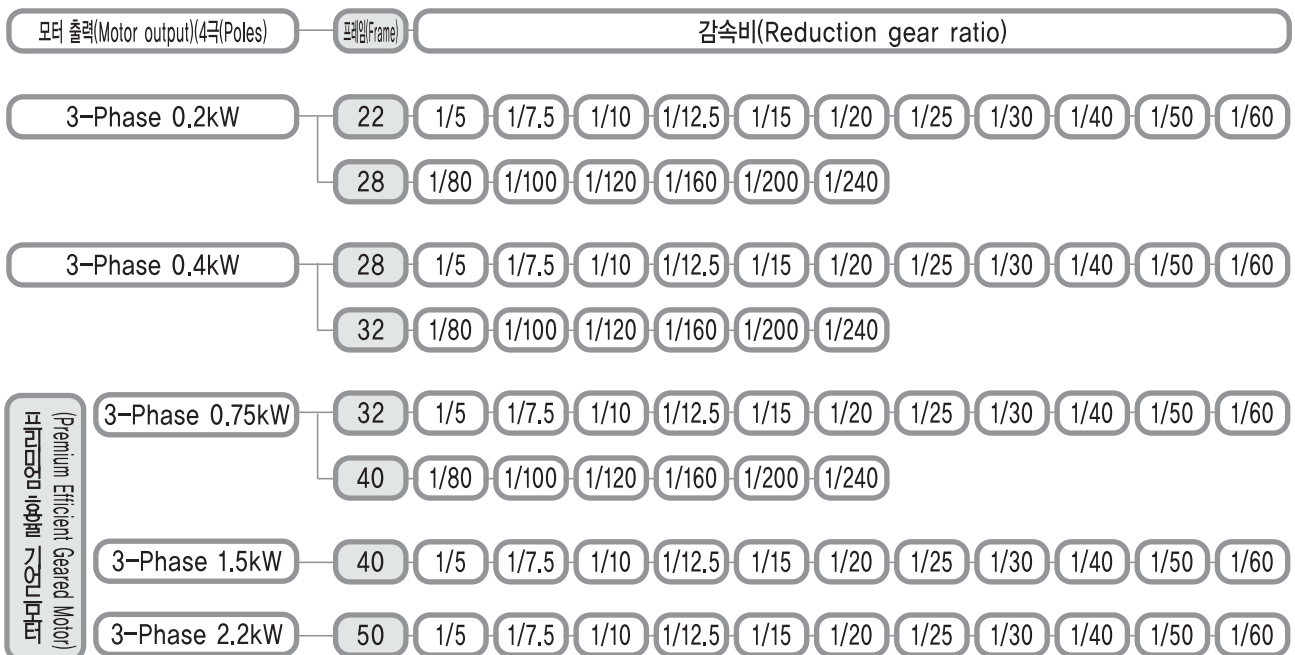 모터 출력(Motor output)(4극(Poles) 프레임(Frame) 감속비(Reduction gear ratio)
3-Phase 0.2kW 22 1/5 1/7.5 1/10 1/12.5 1/15 1/20 1/25 1/30 1/40 1/50 1/60
28 1/80 1/100 1/120 1/160 1/200 1/240
3-Phase 0.4kW 28 1/5 1/7.5 1/10 1/12.5 1/15 1/20 1/25 1/30 1/40 1/50 1/60
32 1/80 1/100 1/120 1/160 1/200 1/240
프리미엄 효율 기어드모터
(Premium Efficient Geared Motor)
3-Phase 0.75kW 32 1/5 1/7.5 1/10 1/12.5 1/15 1/20 1/25 1/30 1/40 1/50 1/60
40 1/80 1/100 1/120 1/160 1/200 1/240
3-Phase 1.5kW 40 1/5 1/7.5 1/10 1/12.5 1/15 1/20 1/25 1/30 1/40 1/50 1/60
3-Phase 2.2kW 50 1/5 1/7.5 1/10 1/12.5 1/15 1/20 1/25 1/30 1/40 1/50 1/60